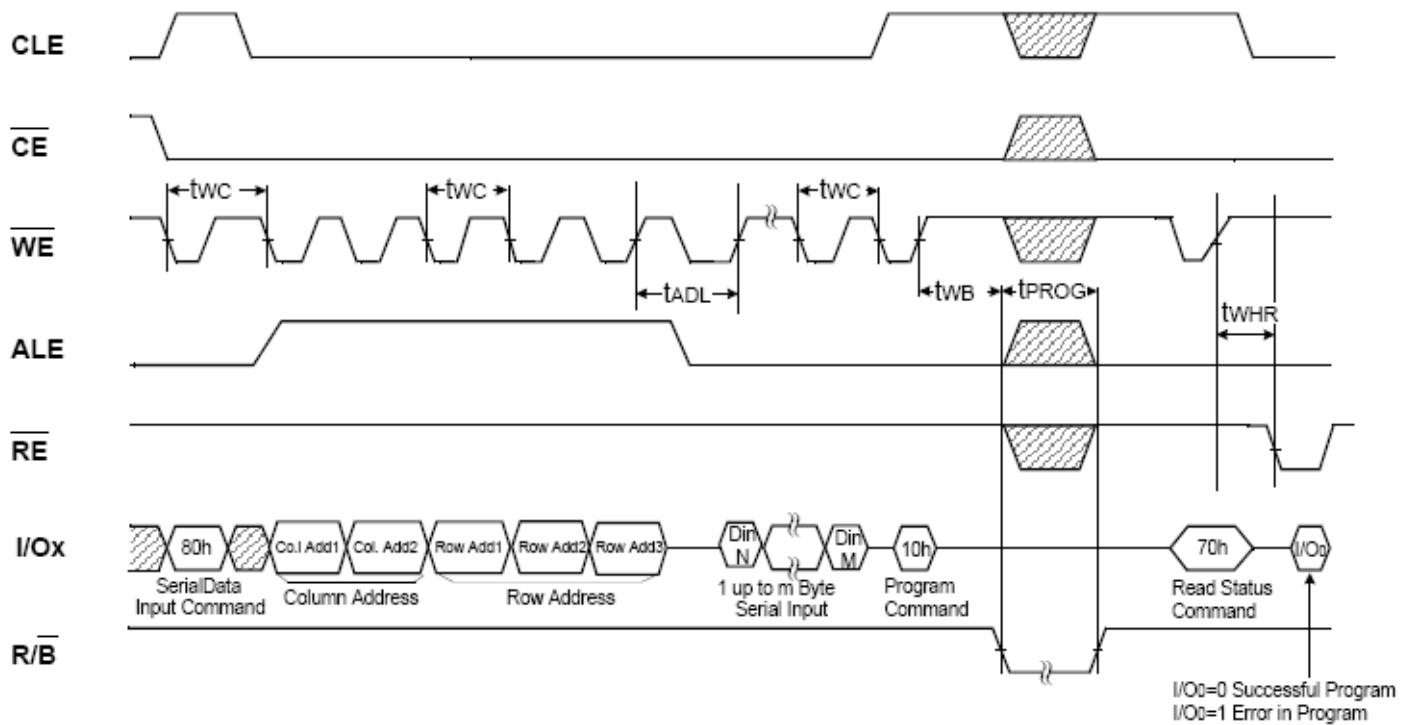 CLE
CE
tWC
tWC
tWC
WE
tADL
tWB
tPROG
tWHR
ALE
RE
I/Ox
80h
Co.l Add1
Col. Add2
Row Add1
Row Add2
Row Add3
Din
N
Din
M
10h
70h
I/O0
SerialData
Input Command
Column Address
Row Address
1 up to m Byte
Serial Input
Program
Command
Read Status
Command
R/B
I/O0=0 Successful Program
I/O0=1 Error in Program